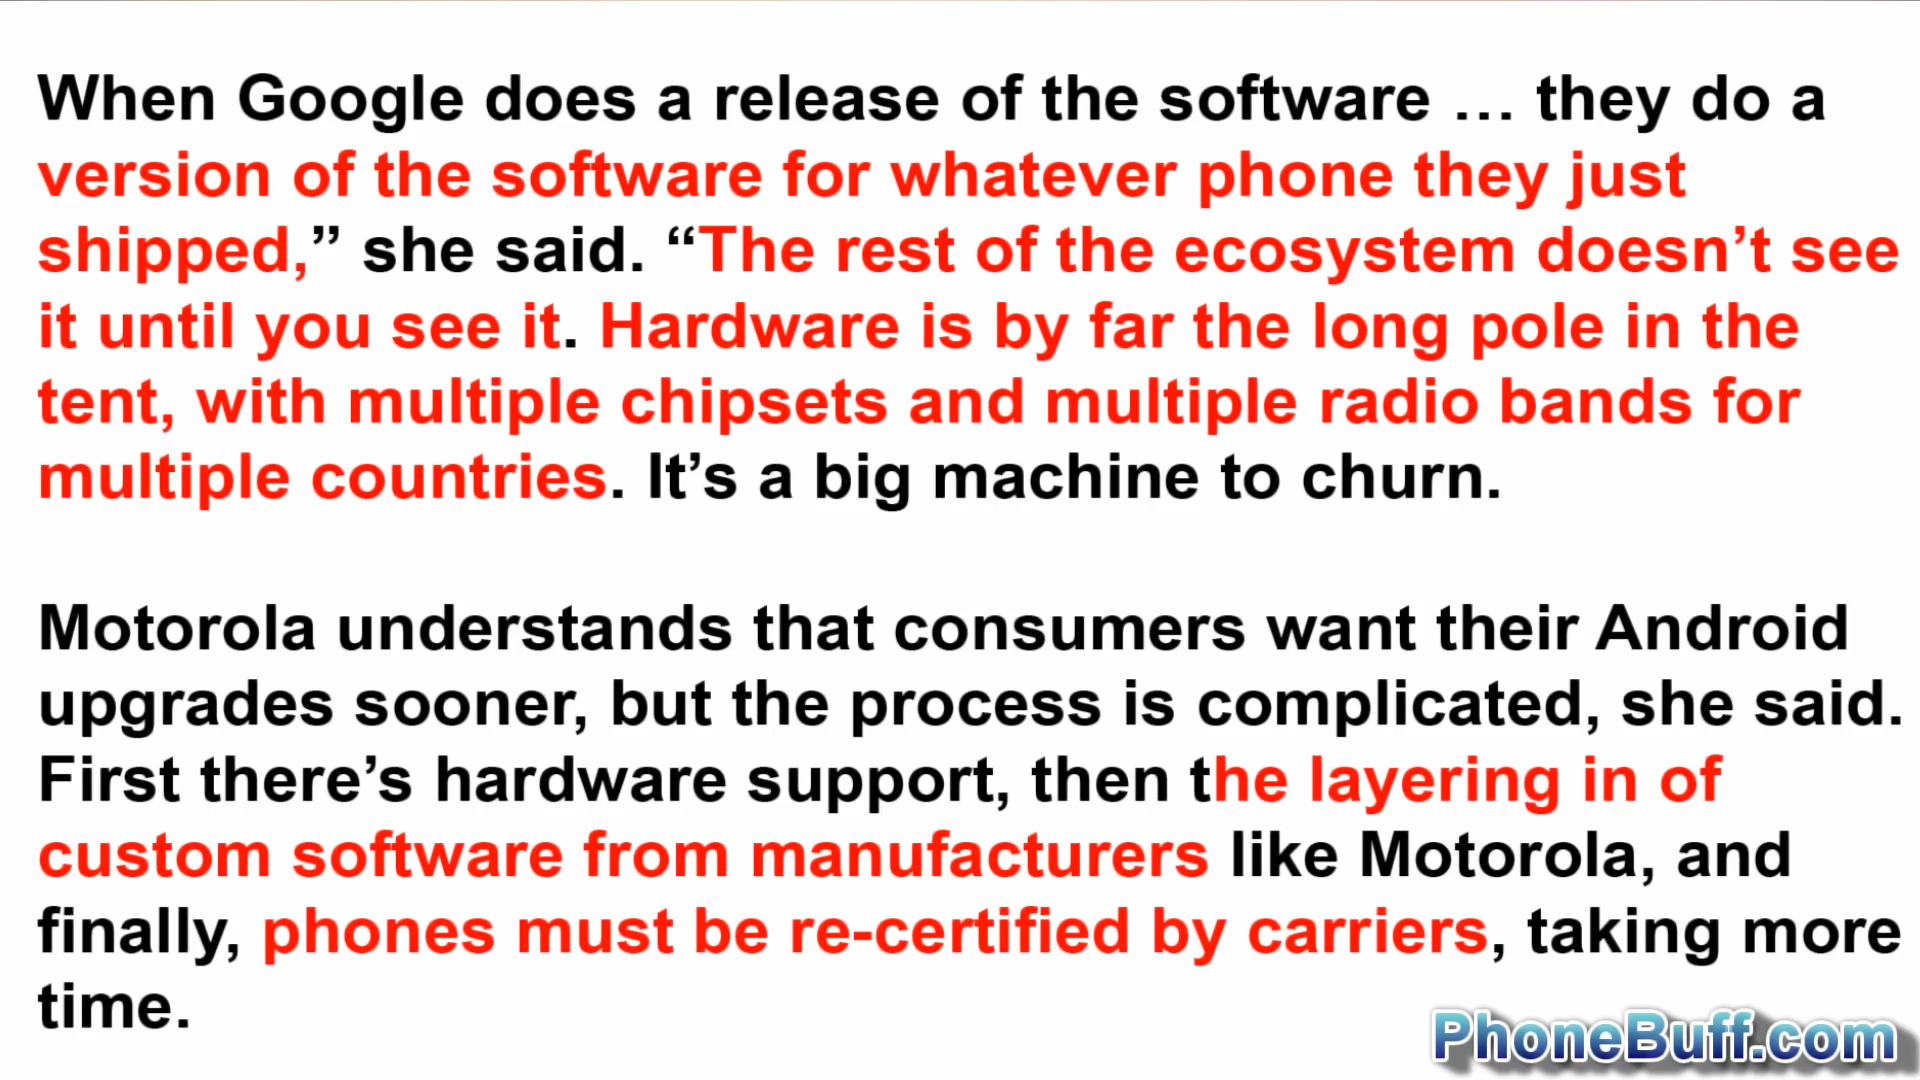 When Google does a release of the software … they do a
version of the software for whatever phone they just
shipped,” she said. “The rest of the ecosystem doesn’t see
it until you see it. Hardware is by far the long pole in the
tent, with multiple chipsets and multiple radio bands for
multiple countries. It’s a big machine to churn.
Motorola understands that consumers want their Android
upgrades sooner, but the process is complicated, she said.
First there’s hardware support, then the layering in of
custom software from manufacturers like Motorola, and
finally, phones must be re-certified by carriers, taking more
time.
PhoneBuff.com